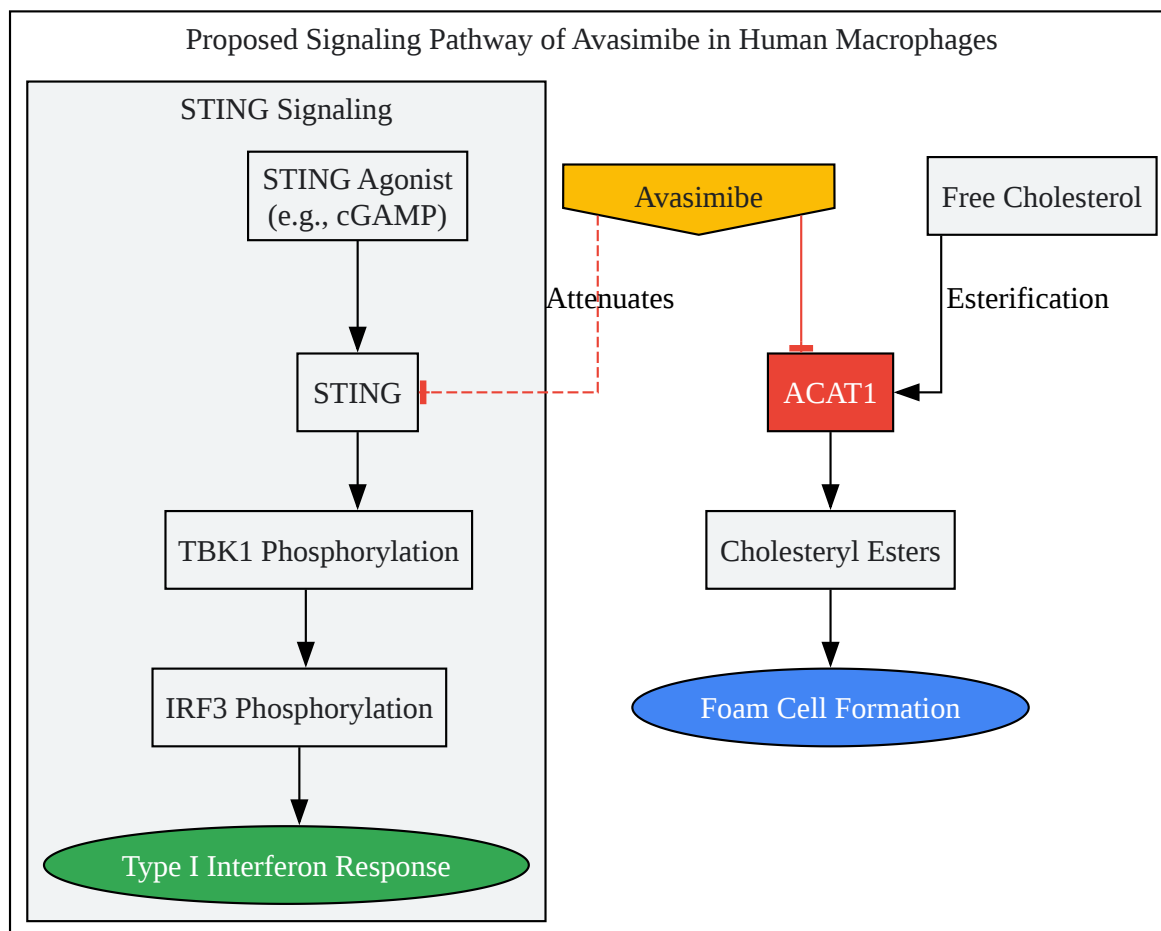 Proposed Signaling Pathway of Avasimibe in Human Macrophages
STING Signaling
STING Agonist
(e.g., cGAMP)
Avasimibe
Free Cholesterol
Attenuates
Esterification
STING
ACAT1
TBK1 Phosphorylation
Cholesteryl Esters
IRF3 Phosphorylation
Foam Cell Formation
Type I Interferon Response